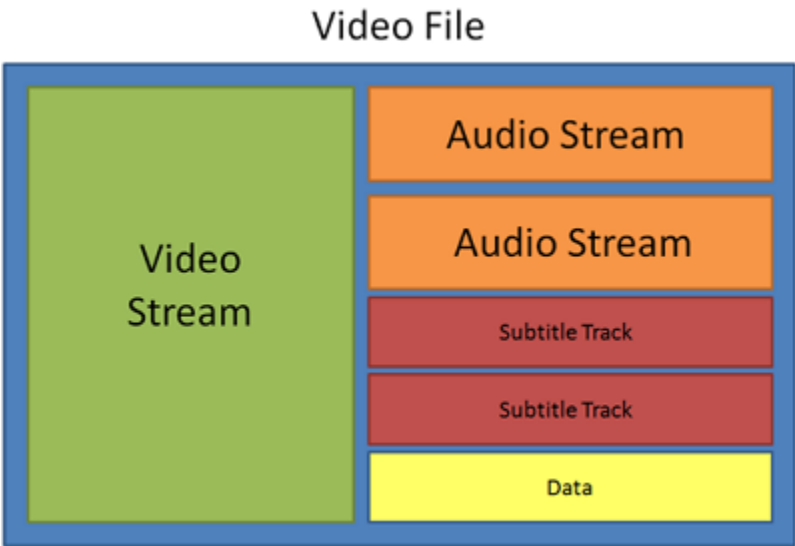 Video File
Video
Stream
Audio Stream
Audio Stream
Subtitle Track
Subtitle Track
Data